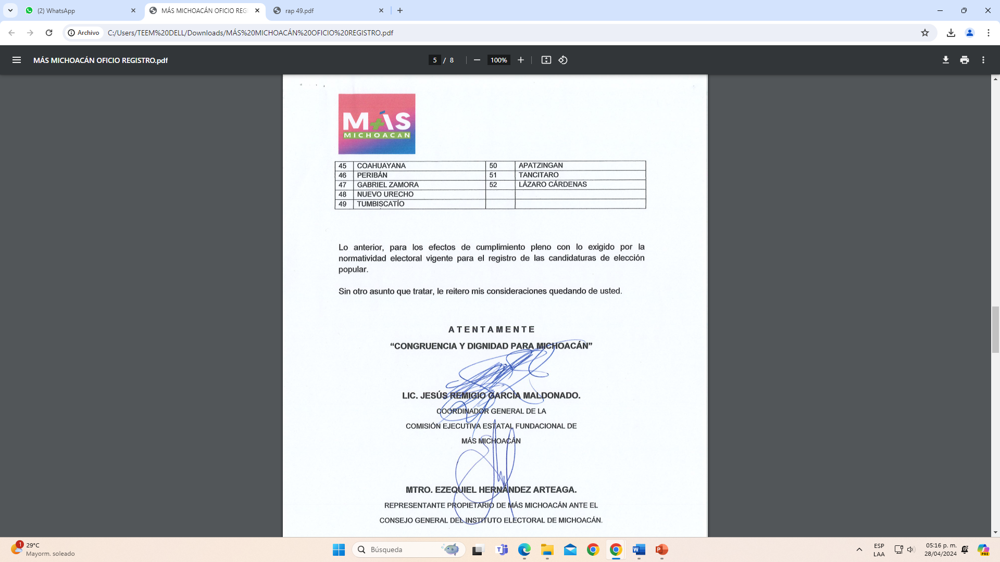 (2) WhatsApp
MÁS MICHOACÁN OFICIO REG
rap 49.pdf
Archivo
C:/Users/TEEM%20DELL/Downloads/MÁS%20MICHOACÁN%20OFICIO%20REGISTRO.pdf
MÁS MICHOACÁN OFICIO REGISTRO.pdf
5 / 8
100%
MÁS
MICHOACAN
45 COAHUAYANA 50 APATZINGAN
46 PERIBÁN 51 TANCITARO
47 GABRIEL ZAMORA 52 LÁZARO CÁRDENAS
48 NUEVO URECHO
49 TUMBISCATÍO
Lo anterior, para los efectos de cumplimiento pleno con lo exigido por la
normatividad electoral vigente para el registro de las candidaturas de elección
popular.
Sin otro asunto que tratar, le reitero mis consideraciones quedando de usted.
A T E N T A M E N T E
“CONGRUENCIA Y DIGNIDAD PARA MICHOACÁN”
LIC. JESÚS REMIGIO GARCÍA MALDONADO.
COORDINADOR GENERAL DE LA
COMISIÓN EJECUTIVA ESTATAL FUNDACIONAL DE
MÁS MICHOACÁN
MTRO. EZEQUIEL HERNÁNDEZ ARTEAGA.
REPRESENTANTE PROPIETARIO DE MÁS MICHOACÁN ANTE EL
CONSEJO GENERAL DEL INSTITUTO ELECTORAL DE MICHOACÁN.
1
29°C
Mayorm. soleado
Búsqueda
ESP
LAA
05:16 p. m.
28/04/2024
PRE